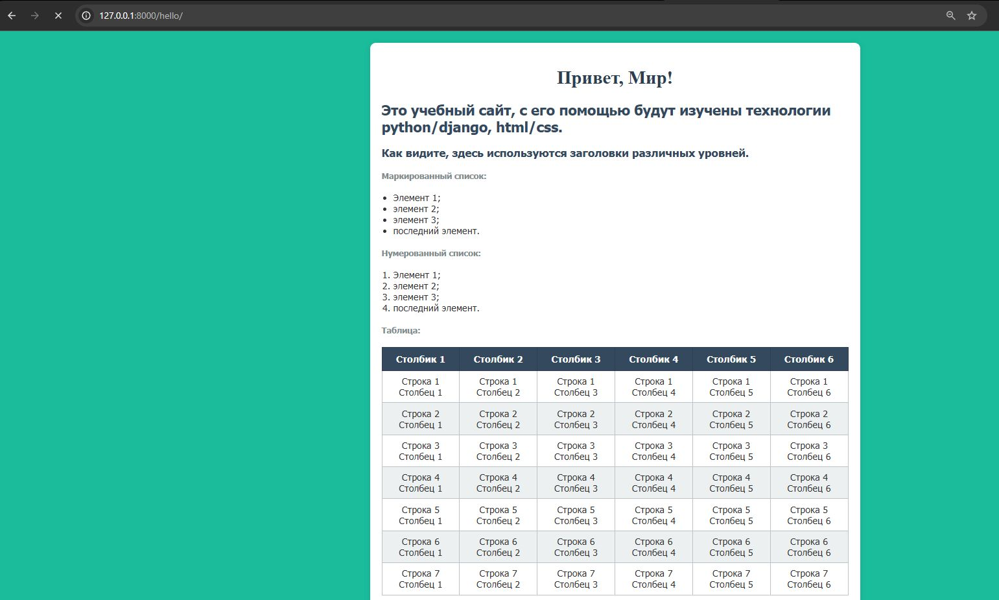 127.0.0.1:8000/hello/
Привет, Мир!
Это учебный сайт, с его помощью будут изучены технологии
python/django, html/css.
Как видите, здесь используются заголовки различных уровней.
Маркированный список:
• Элемент 1;
• элемент 2;
• элемент 3;
• последний элемент.
Нумерованный список:
1. Элемент 1;
2. элемент 2;
3. элемент 3;
4. последний элемент.
Таблица:
Столбик 1 Столбик 2 Столбик 3 Столбик 4 Столбик 5 Столбик 6
Строка 1 Строка 1 Строка 1 Строка 1 Строка 1 Строка 1
Столбец 1 Столбец 2 Столбец 3 Столбец 4 Столбец 5 Столбец 6
Строка 2 Строка 2 Строка 2 Строка 2 Строка 2 Строка 2
Столбец 1 Столбец 2 Столбец 3 Столбец 4 Столбец 5 Столбец 6
Строка 3 Строка 3 Строка 3 Строка 3 Строка 3 Строка 3
Столбец 1 Столбец 2 Столбец 3 Столбец 4 Столбец 5 Столбец 6
Строка 4 Строка 4 Строка 4 Строка 4 Строка 4 Строка 4
Столбец 1 Столбец 2 Столбец 3 Столбец 4 Столбец 5 Столбец 6
Строка 5 Строка 5 Строка 5 Строка 5 Строка 5 Строка 5
Столбец 1 Столбец 2 Столбец 3 Столбец 4 Столбец 5 Столбец 6
Строка 6 Строка 6 Строка 6 Строка 6 Строка 6 Строка 6
Столбец 1 Столбец 2 Столбец 3 Столбец 4 Столбец 5 Столбец 6
Строка 7 Строка 7 Строка 7 Строка 7 Строка 7 Строка 7
Столбец 1 Столбец 2 Столбец 3 Столбец 4 Столбец 5 Столбец 6